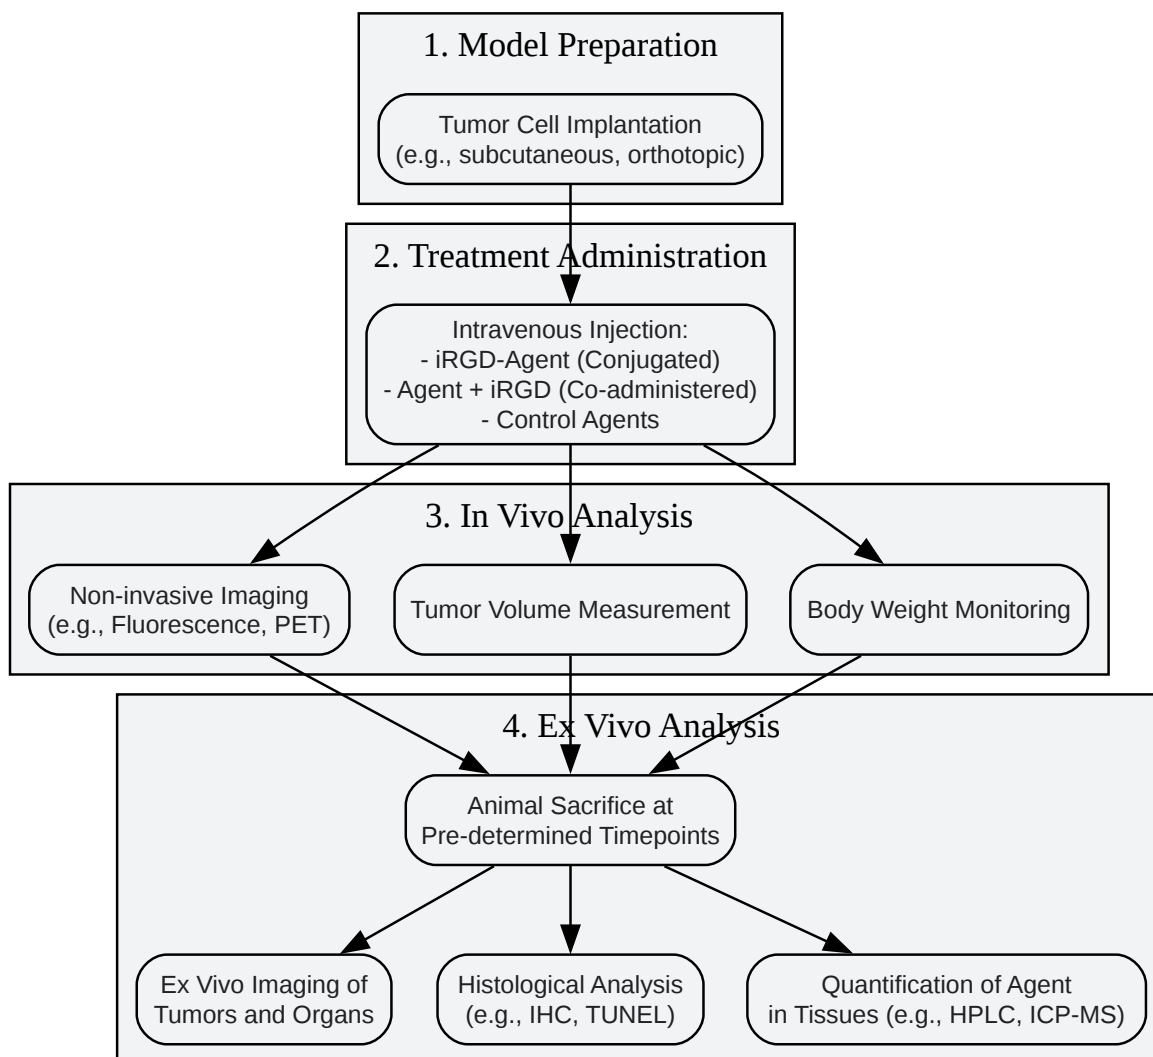 1. Model Preparation
Tumor Cell Implantation
(e.g., subcutaneous, orthotopic)
2. Treatment Administration
Intravenous Injection:
- iRGD-Agent (Conjugated)
- Agent + iRGD (Co-administered)
- Control Agents
3. In Vivo Analysis
Non-invasive Imaging
(e.g., Fluorescence, PET)
Tumor Volume Measurement
Body Weight Monitoring
4. Ex Vivo Analysis
Animal Sacrifice at
Pre-determined Timepoints
Ex Vivo Imaging of
Tumors and Organs
Histological Analysis
(e.g., IHC, TUNEL)
Quantification of Agent
in Tissues (e.g., HPLC, ICP-MS)